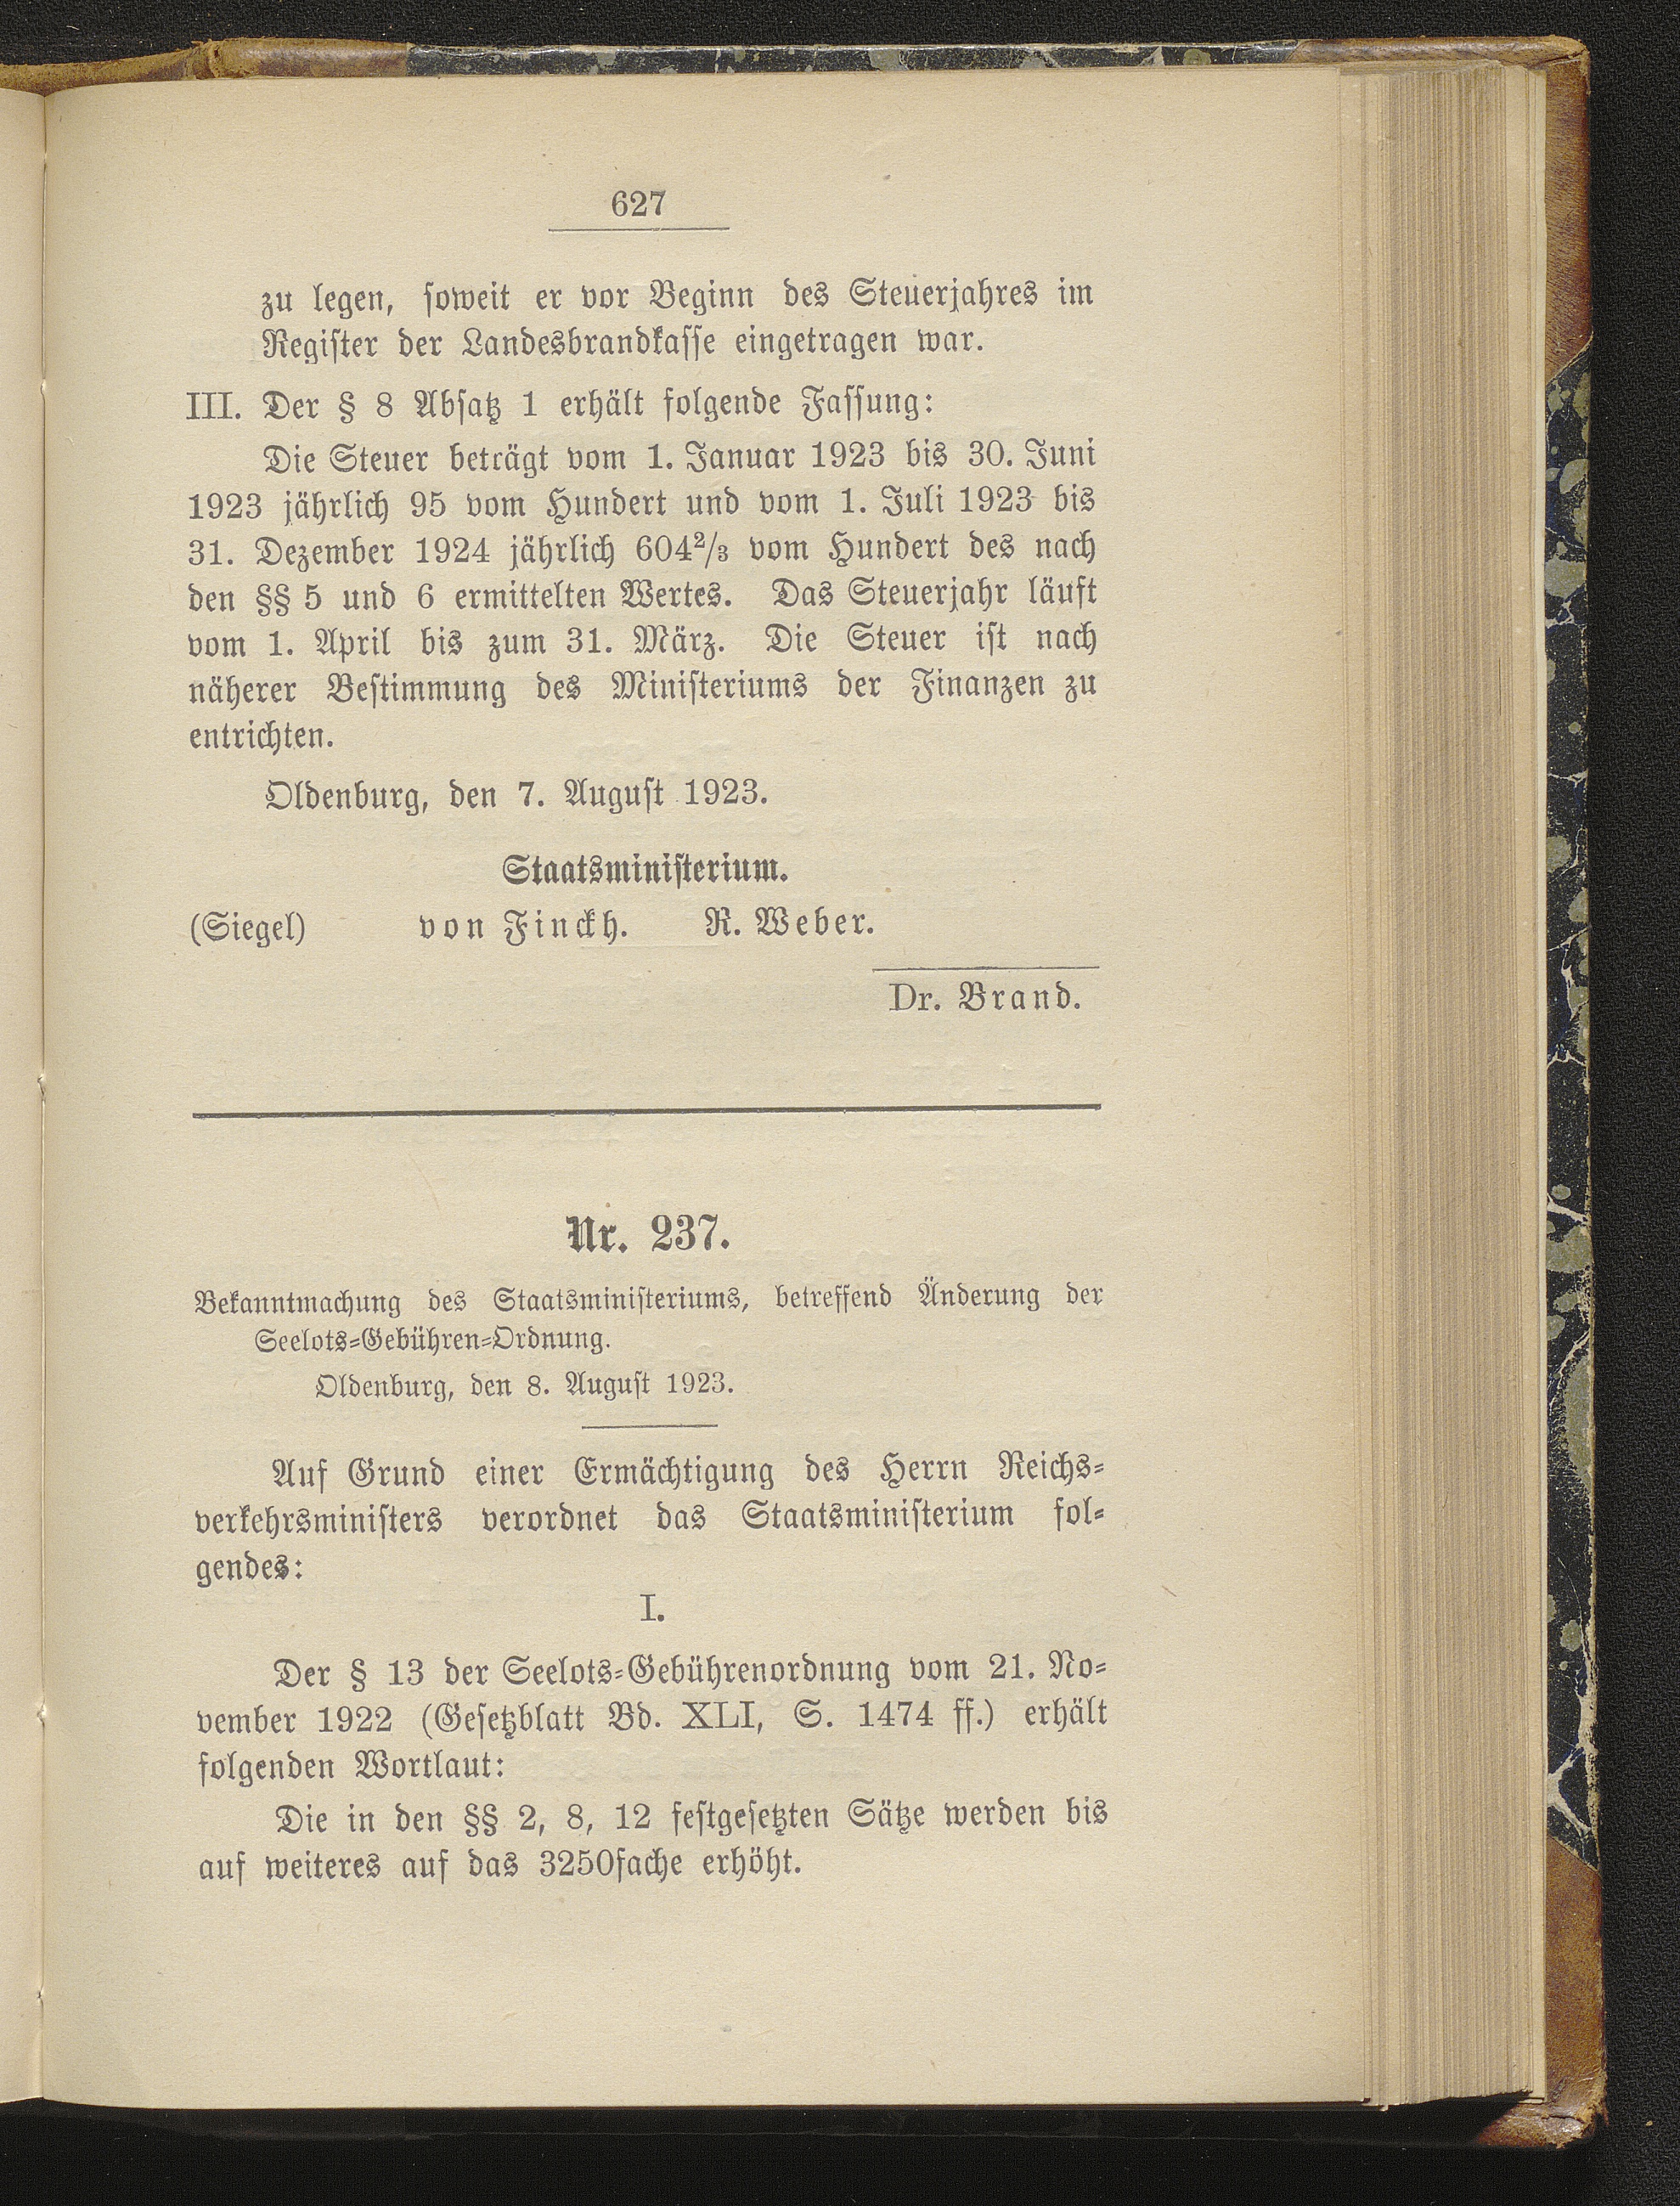 627
zu legen, soweit er vor Beginn des Steuerjahres im
Register der Landesbrandkasse eingetragen war.
III. Der § 8 Absatz 1 erhält folgende Fassung:
Die Steuer beträgt vom 1. Januar 1923 bis 30. Juni
1923 jährlich 95 vom Hundert und vom 1. Juli 1923 bis
31. Dezember 1924 jährlich 604²/₃ vom Hundert des nach
den §§ 5 und 6 ermittelten Wertes. Das Steuerjahr läuft
vom 1. April bis zum 31. März. Die Steuer ist nach
näherer Bestimmung des Ministeriums der Finanzen zu
entrichten.
Oldenburg, den 7. August 1923.
Staatsministerium.
(Siegel) von Finckh. R. Weber.
Dr. Brand.
Nr. 237.
Bekanntmachung des Staatsministeriums, betreffend Änderung der
Seelots-Gebühren-Ordnung.
Oldenburg, den 8. August 1923.
Auf Grund einer Ermächtigung des Herrn Reichs-
verkehrsministers verordnet das Staatsministerium fol-
gendes:
I.
Der § 13 der Seelots-Gebührenordnung vom 21. No-
vember 1922 (Gesetzblatt Bd. XLI, S. 1474 ff.) erhält
folgenden Wortlaut:
Die in den §§ 2, 8, 12 festgesetzten Sätze werden bis
auf weiteres auf das 3250fache erhöht.